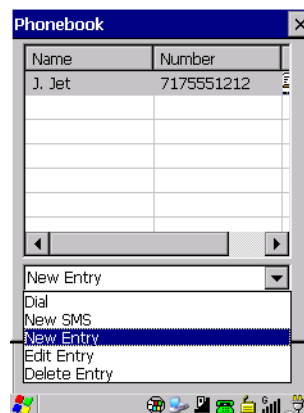 Phonebook
Name Number
J. Jet 7175551212
New Entry
Dial
New SMS
New Entry
Edit Entry
Delete Entry